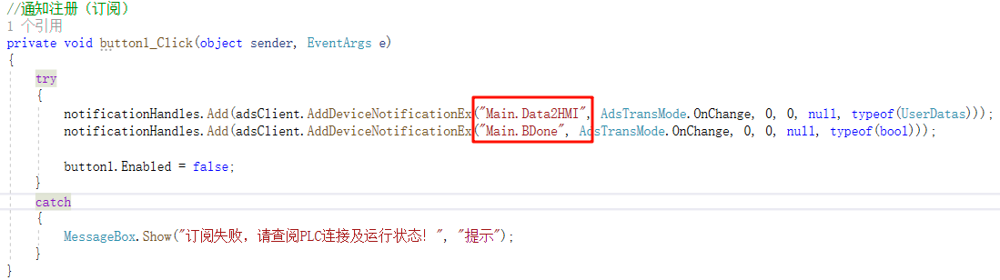 //通知注册（订阅）
1 个引用
private void button1_Click(object sender, EventArgs e)
{
try
{
notificationHandles.Add(adsClient.AddDeviceNotificationEx("Main.Data2HMI", AdsTransMode.OnChange, 0, 0, null, typeof(UserDatas)));
notificationHandles.Add(adsClient.AddDeviceNotificationEx("Main.BDone", AdsTransMode.OnChange, 0, 0, null, typeof(bool)));
button1.Enabled = false;
}
catch
{
MessageBox.Show("订阅失败，请查阅PLC连接及运行状态！", "提示");
}
}